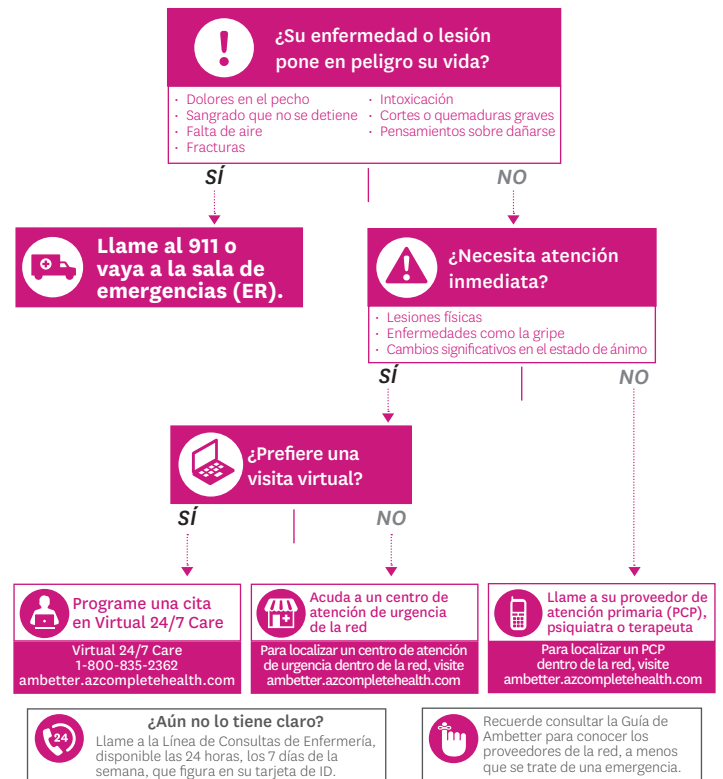 ¿Su enfermedad o lesión
pone en peligro su vida?
· Dolores en el pecho
· Sangrado que no se detiene
· Falta de aire
· Fracturas
· Intoxicación
· Cortes o quemaduras graves
· Pensamientos sobre dañarse
SÍ
NO
Llame al 911 o
vaya a la sala de
emergencias (ER).
¿Necesita atención
inmediata?
· Lesiones físicas
· Enfermedades como la gripe
· Cambios significativos en el estado de ánimo
SÍ
NO
¿Prefiere una
visita virtual?
SÍ
NO
Programe una cita
en Virtual 24/7 Care
Virtual 24/7 Care
1-800-835-2362
ambetter.azcompletehealth.com
Acuda a un centro de
atención de urgencia
de la red
Para localizar un centro de atención
de urgencia dentro de la red, visite
ambetter.azcompletehealth.com
Llame a su proveedor de
atención primaria (PCP),
psiquiatra o terapeuta
Para localizar un PCP
dentro de la red, visite
ambetter.azcompletehealth.com
24
¿Aún no lo tiene claro?
Llame a la Línea de Consultas de Enfermería,
disponible las 24 horas, los 7 días de la
semana, que figura en su tarjeta de ID.
Recuerde consultar la Guía de
Ambetter para conocer los
proveedores de la red, a menos
que se trate de una emergencia.